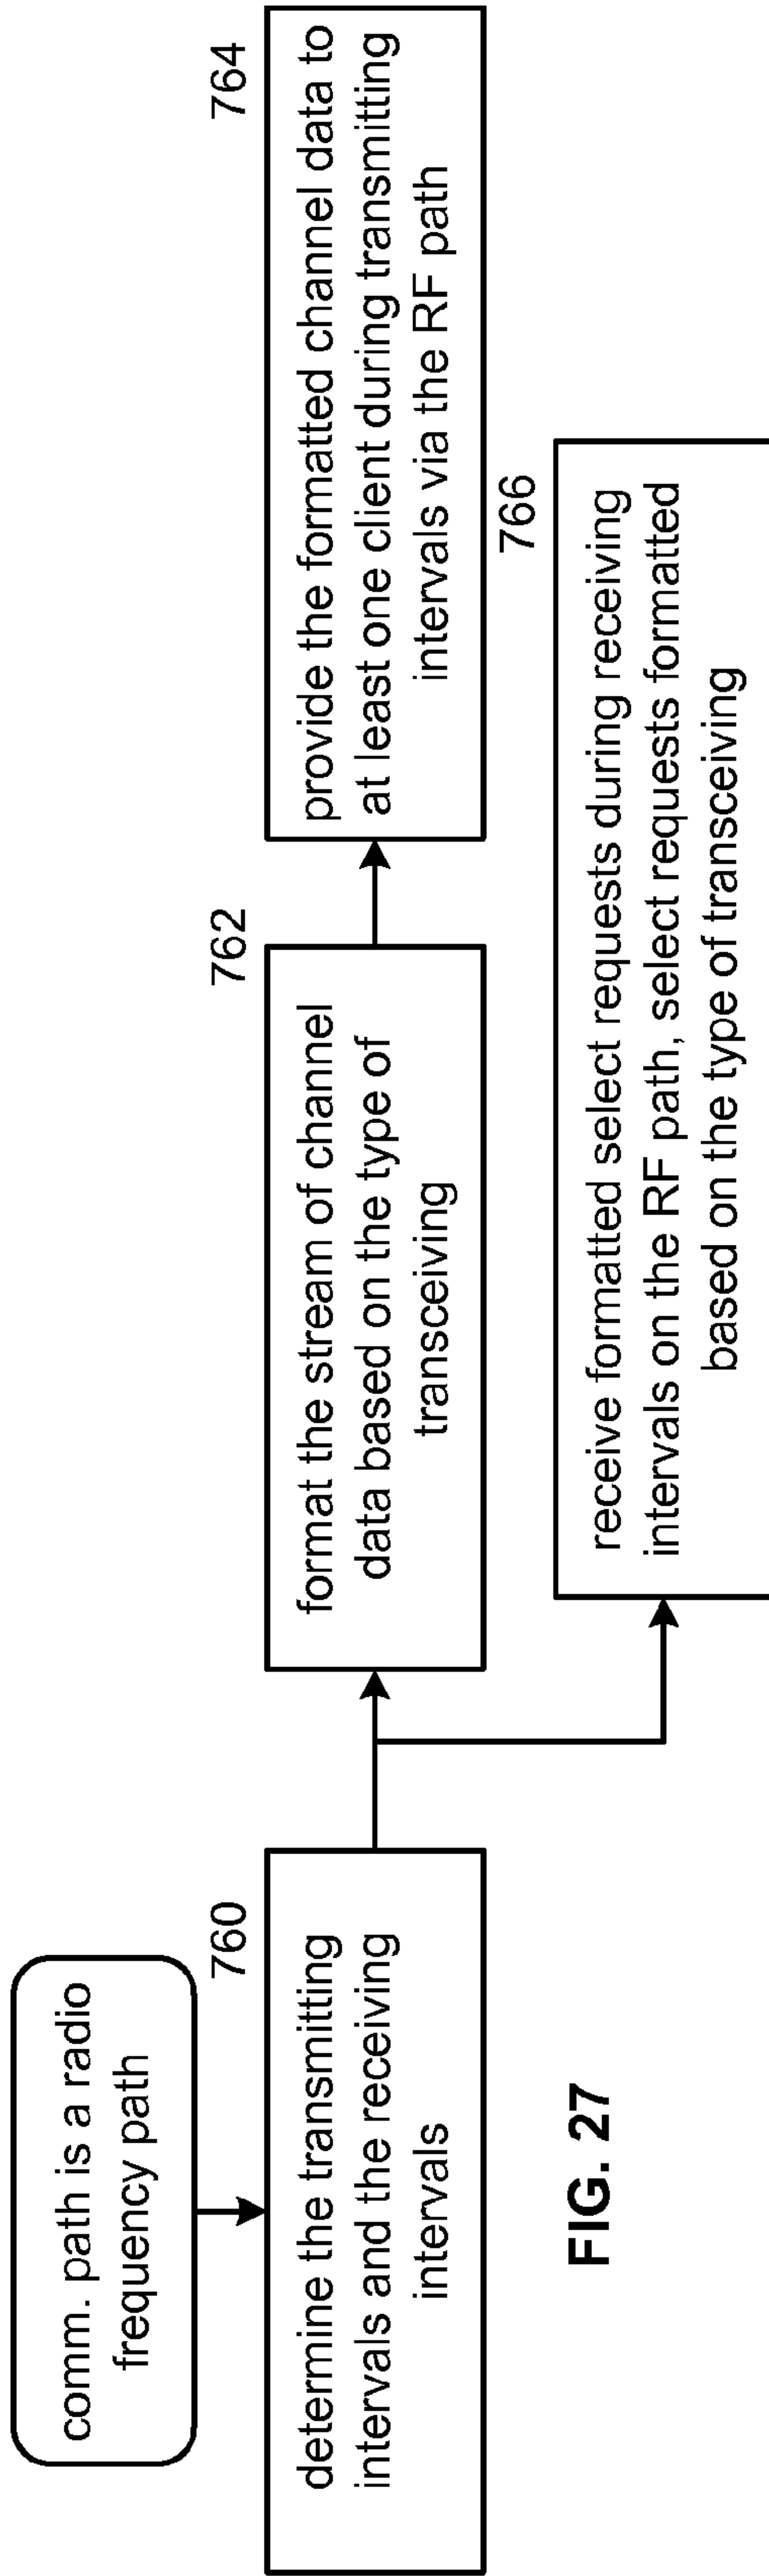 comm. path is a radio
frequency path
760
determine the transmitting
intervals and the receiving
intervals
762
format the stream of channel
data based on the type of
transceiving
764
provide the formatted channel data to
at least one client during transmitting
intervals via the RF path
766
receive formatted select requests during receiving
intervals on the RF path, select requests formatted
based on the type of transceiving
FIG. 27